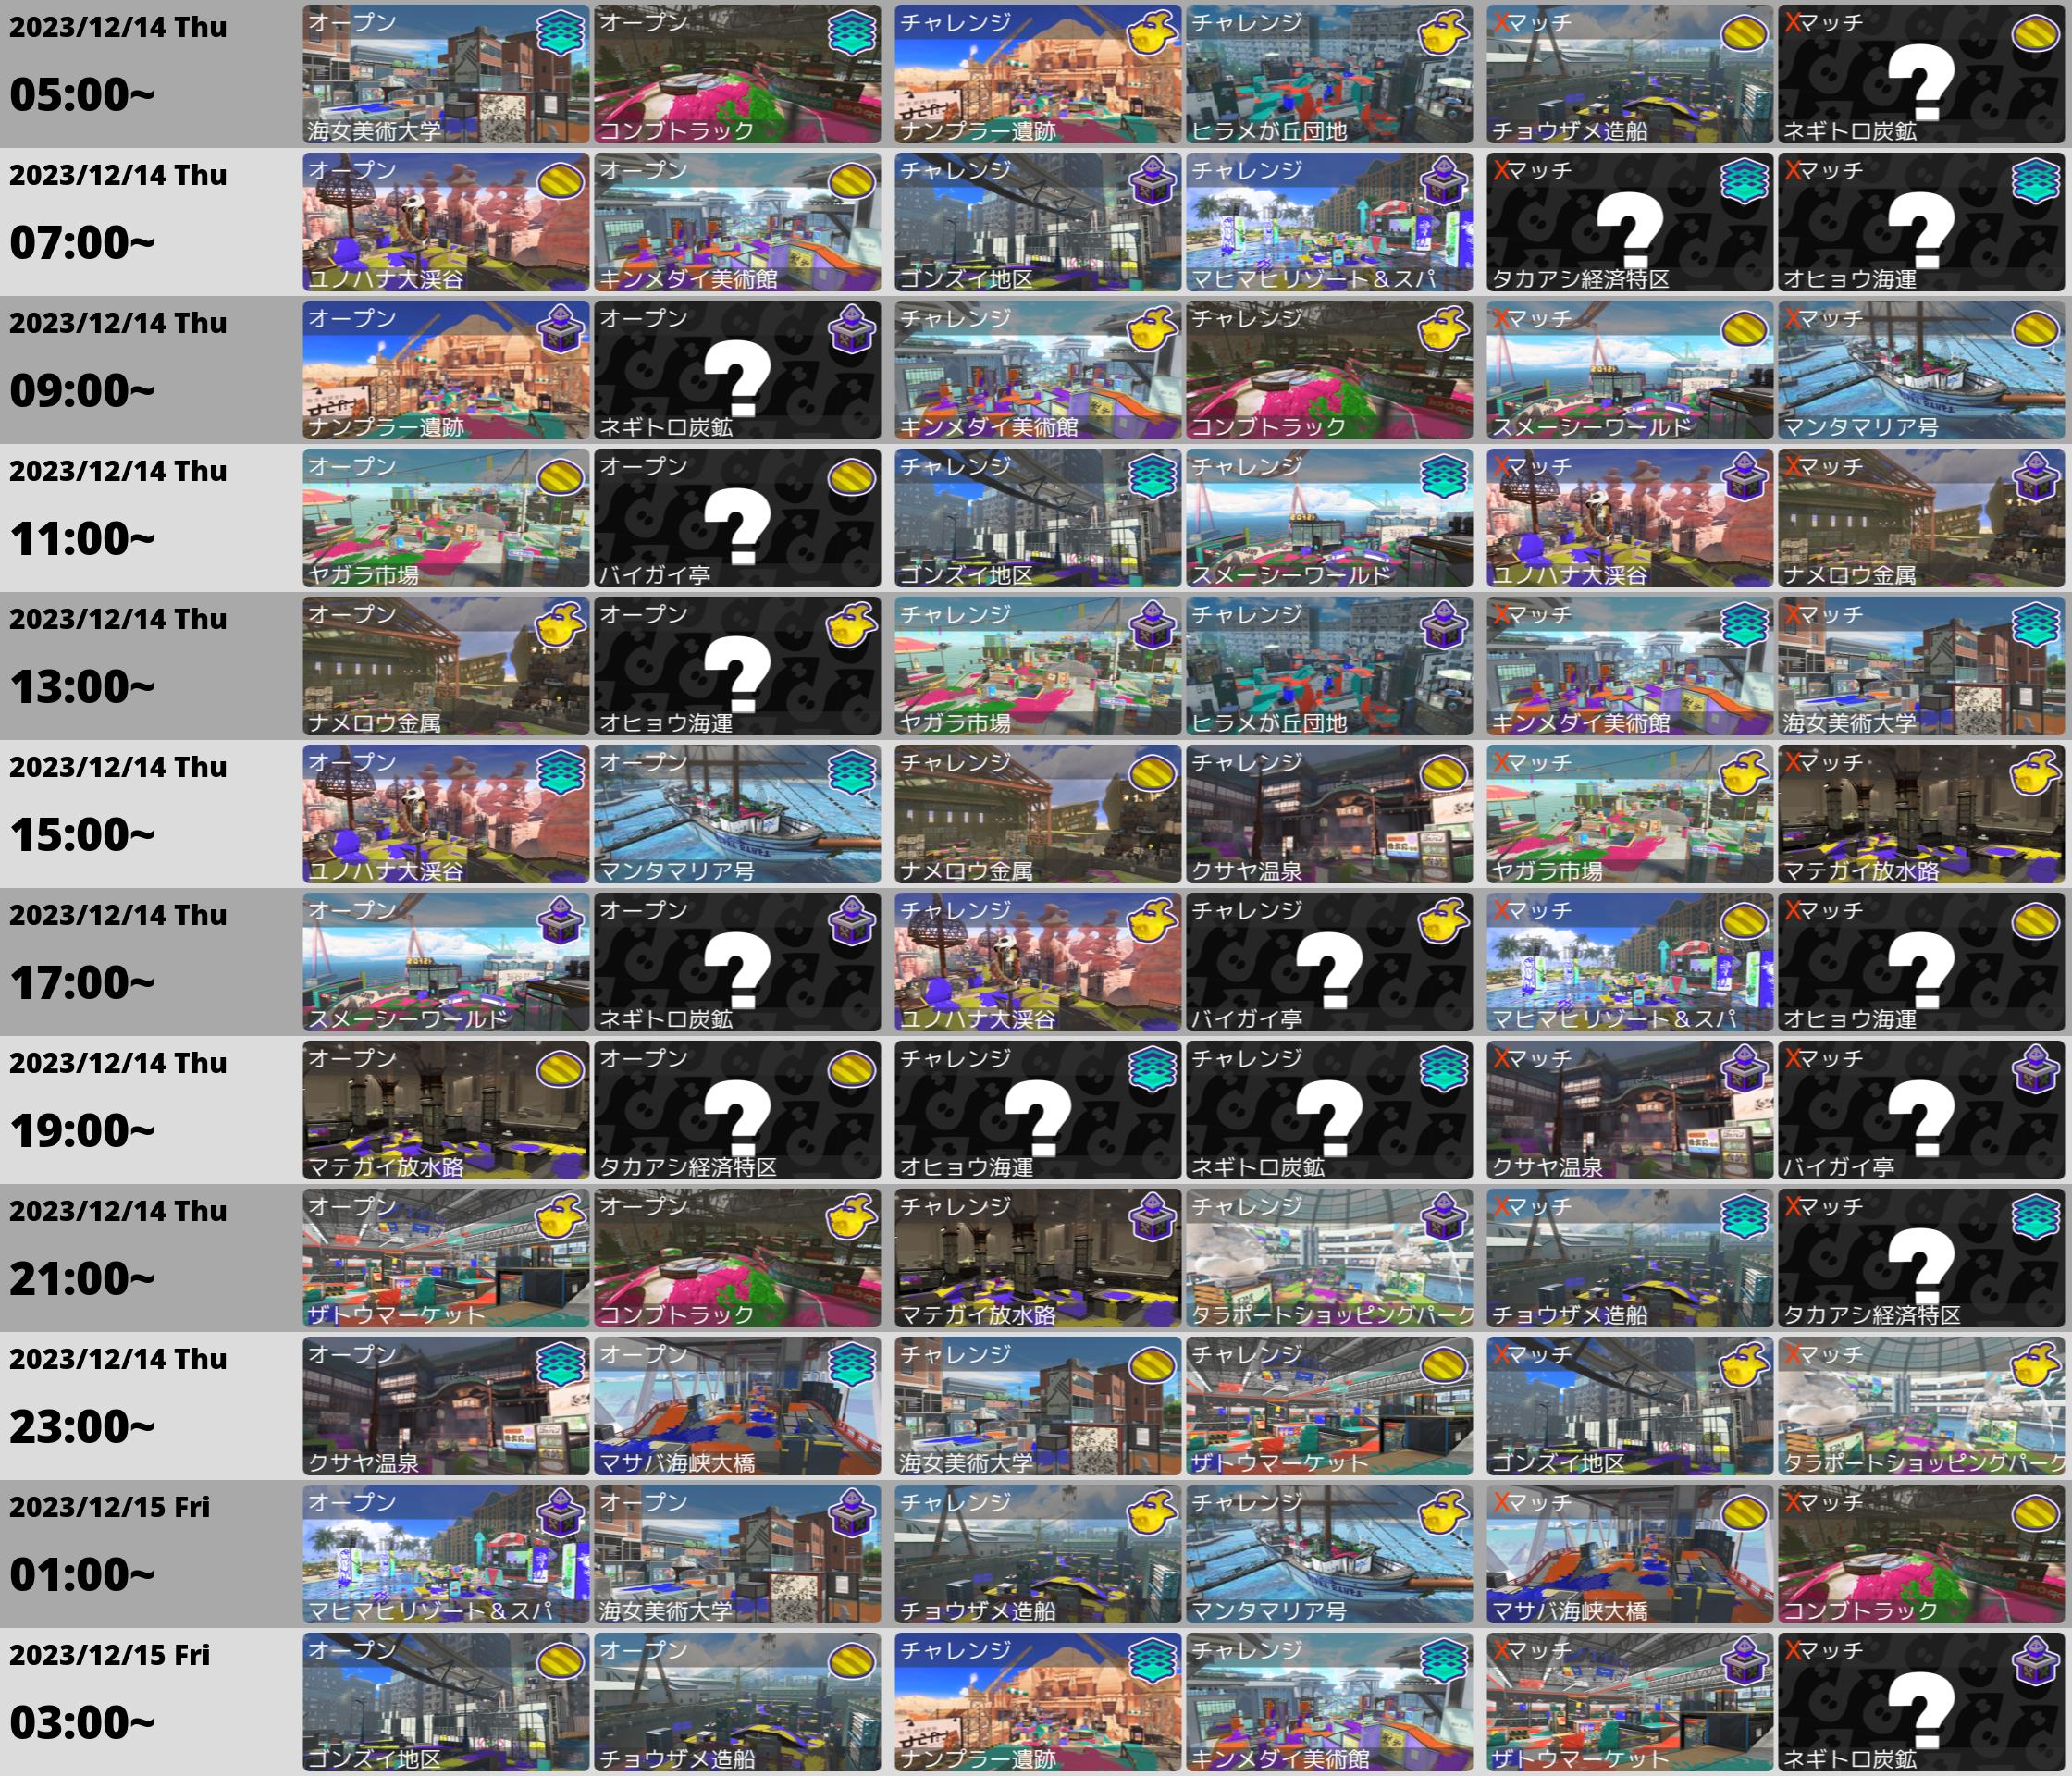 2023/12/14 Thu
05:00~
オープン
海女美術大学
オープン
コンブトラック
チャレンジ
ナンプラー遺跡
チャレンジ
ヒラメが丘団地
Xマッチ
チョウザメ造船
Xマッチ
?
ネギトロ炭鉱
2023/12/14 Thu
07:00~
オープン
ユノハナ大渓谷
オープン
キンメダイ美術館
チャレンジ
ゴンズイ地区
チャレンジ
マヒマヒリゾート＆スパ
Xマッチ
?
タカアシ経済特区
Xマッチ
?
オヒョウ海運
2023/12/14 Thu
09:00~
オープン
ナンプラー遺跡
オープン
?
ネギトロ炭鉱
チャレンジ
キンメダイ美術館
チャレンジ
コンブトラック
Xマッチ
スメーシーワールド
Xマッチ
マンタマリア号
2023/12/14 Thu
11:00~
オープン
ヤガラ市場
オープン
?
バイガイ亭
チャレンジ
ゴンズイ地区
チャレンジ
スメーシーワールド
Xマッチ
ユノハナ大渓谷
Xマッチ
ナメロウ金属
2023/12/14 Thu
13:00~
オープン
ナメロウ金属
オープン
?
オヒョウ海運
チャレンジ
ヤガラ市場
チャレンジ
ヒラメが丘団地
Xマッチ
キンメダイ美術館
Xマッチ
海女美術大学
2023/12/14 Thu
15:00~
オープン
ユノハナ大渓谷
オープン
マンタマリア号
チャレンジ
ナメロウ金属
チャレンジ
クサヤ温泉
Xマッチ
ヤガラ市場
Xマッチ
マテガイ放水路
2023/12/14 Thu
17:00~
オープン
スメーシーワールド
オープン
?
ネギトロ炭鉱
チャレンジ
ユノハナ大渓谷
チャレンジ
?
バイガイ亭
Xマッチ
マヒマヒリゾート＆スパ
Xマッチ
?
オヒョウ海運
2023/12/14 Thu
19:00~
オープン
マテガイ放水路
オープン
?
タカアシ経済特区
チャレンジ
?
オヒョウ海運
チャレンジ
?
ネギトロ炭鉱
Xマッチ
クサヤ温泉
Xマッチ
?
バイガイ亭
2023/12/14 Thu
21:00~
オープン
ザトウマーケット
オープン
コンブトラック
チャレンジ
マテガイ放水路
チャレンジ
タラポートショッピングパーク
Xマッチ
チョウザメ造船
Xマッチ
?
タカアシ経済特区
2023/12/14 Thu
23:00~
オープン
クサヤ温泉
オープン
マサバ海峡大橋
チャレンジ
海女美術大学
チャレンジ
ザトウマーケット
Xマッチ
ゴンズイ地区
Xマッチ
タラポートショッピングパーク
2023/12/15 Fri
01:00~
オープン
マヒマヒリゾート＆スパ
オープン
海女美術大学
チャレンジ
チョウザメ造船
チャレンジ
マンタマリア号
Xマッチ
マサバ海峡大橋
Xマッチ
コンブトラック
2023/12/15 Fri
03:00~
オープン
ゴンズイ地区
オープン
チョウザメ造船
チャレンジ
ナンプラー遺跡
チャレンジ
キンメダイ美術館
Xマッチ
ザトウマーケット
Xマッチ
?
ネギトロ炭鉱